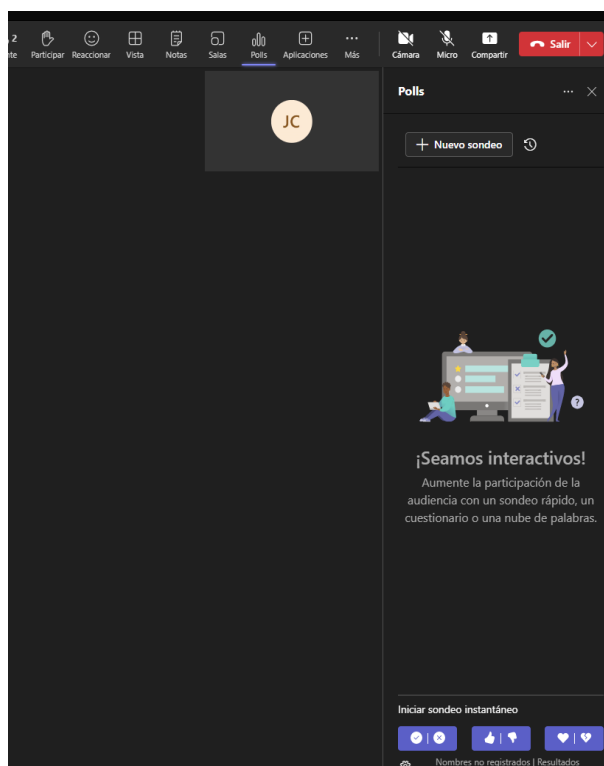 2
nte
Participar
Reaccionar
Vista
Notas
Salas
Polls
Aplicaciones
Más
Cámara
Micro
Compartir
Salir
JC
Polls
Nuevo sondeo
?
¡Seamos interactivos!
Aumente la participación de la
audiencia con un sondeo rápido, un
cuestionario o una nube de palabras.
Iniciar sondeo instantáneo
Nombres no registrados | Resultados